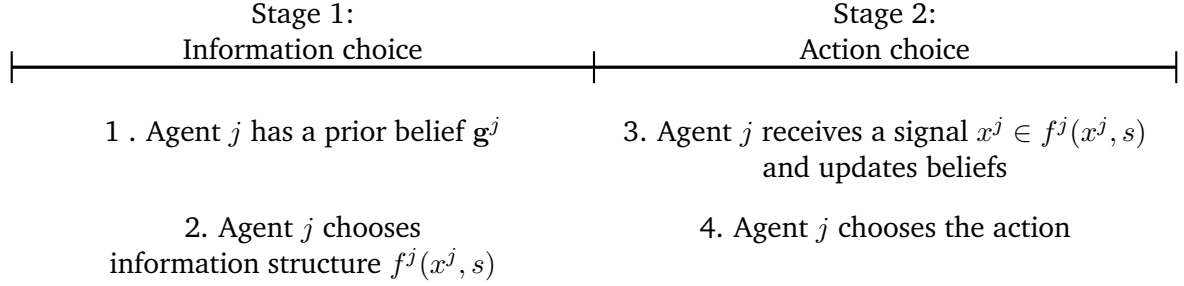 Stage 1:
Information choice
Stage 2:
Action choice
1 . Agent j has a prior belief g^j
2. Agent j chooses
information structure f^j(x^j, s)
3. Agent j receives a signal x^j ∈ f^j(x^j, s)
and updates beliefs
4. Agent j chooses the action